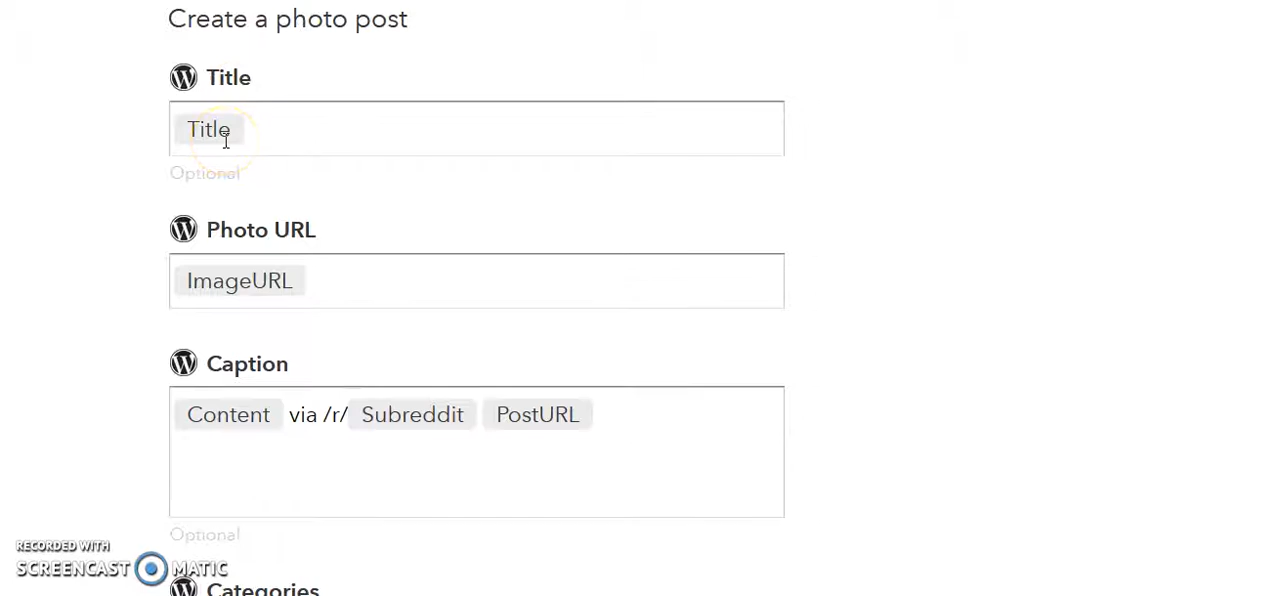 Create a photo post
Title
Title
Optional
Photo URL
ImageURL
Caption
Content via /r/ Subreddit PostURL
Optional
RECORDED WITH
SCREENCAST MATIC
Categories